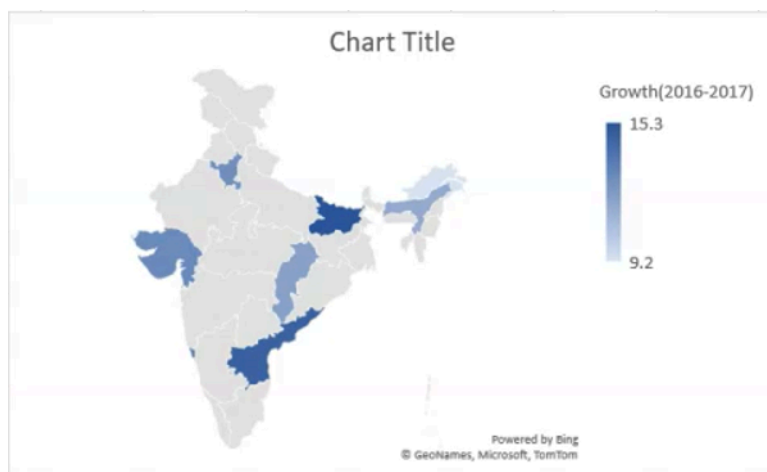 Chart Title
Growth(2016-2017)
15.3
9.2
Powered by Bing
© GeoNames, Microsoft, TomTom